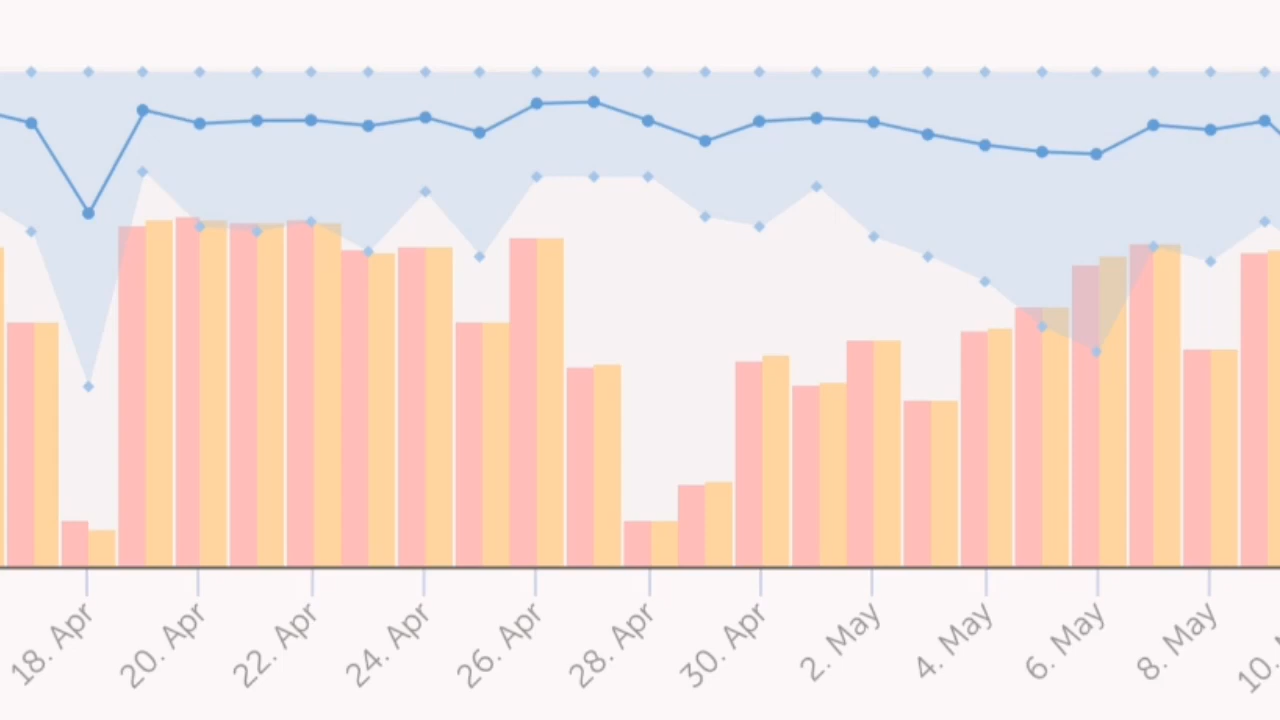 18. Apr
20. Apr
22. Apr
24. Apr
26. Apr
28. Apr
30. Apr
2. May
4. May
6. May
8. May
10.